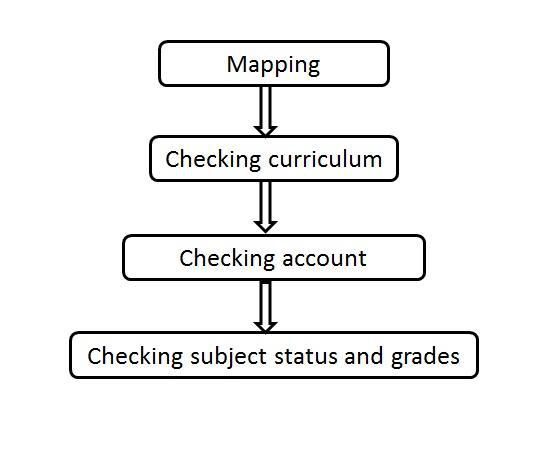 Mapping
Checking curriculum
Checking account
Checking subject status and grades